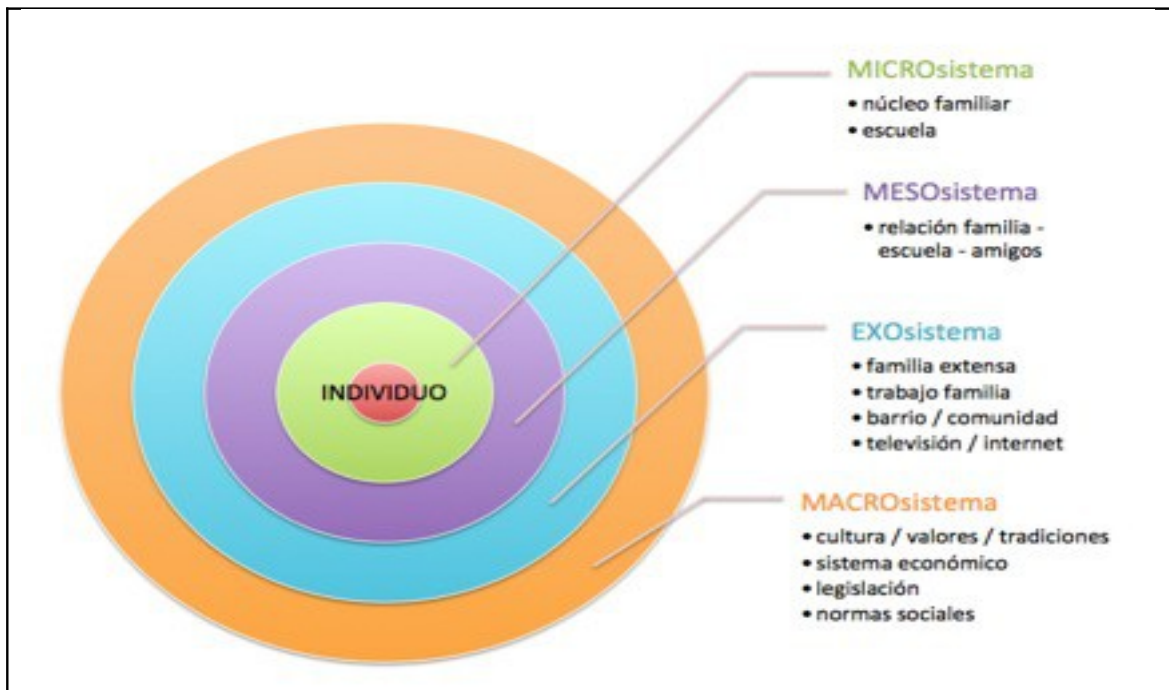 MICROsistema
• núcleo familiar
• escuela
MESOsistema
• relación familia -
escuela - amigos
INDIVIDUO
EXOsistema
• familia extensa
• trabajo familia
• barrio / comunidad
• televisión / internet
MACROsistema
• cultura / valores / tradiciones
• sistema económico
• legislación
• normas sociales